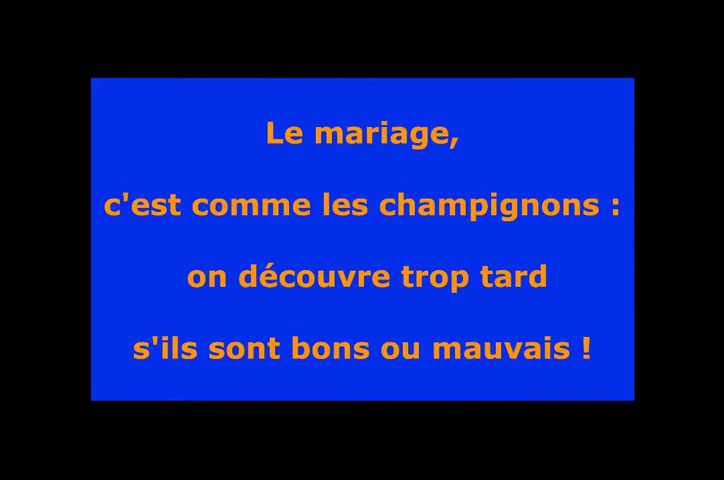 Le mariage,
c'est comme les champignons :
on découvre trop tard
s'ils sont bons ou mauvais !